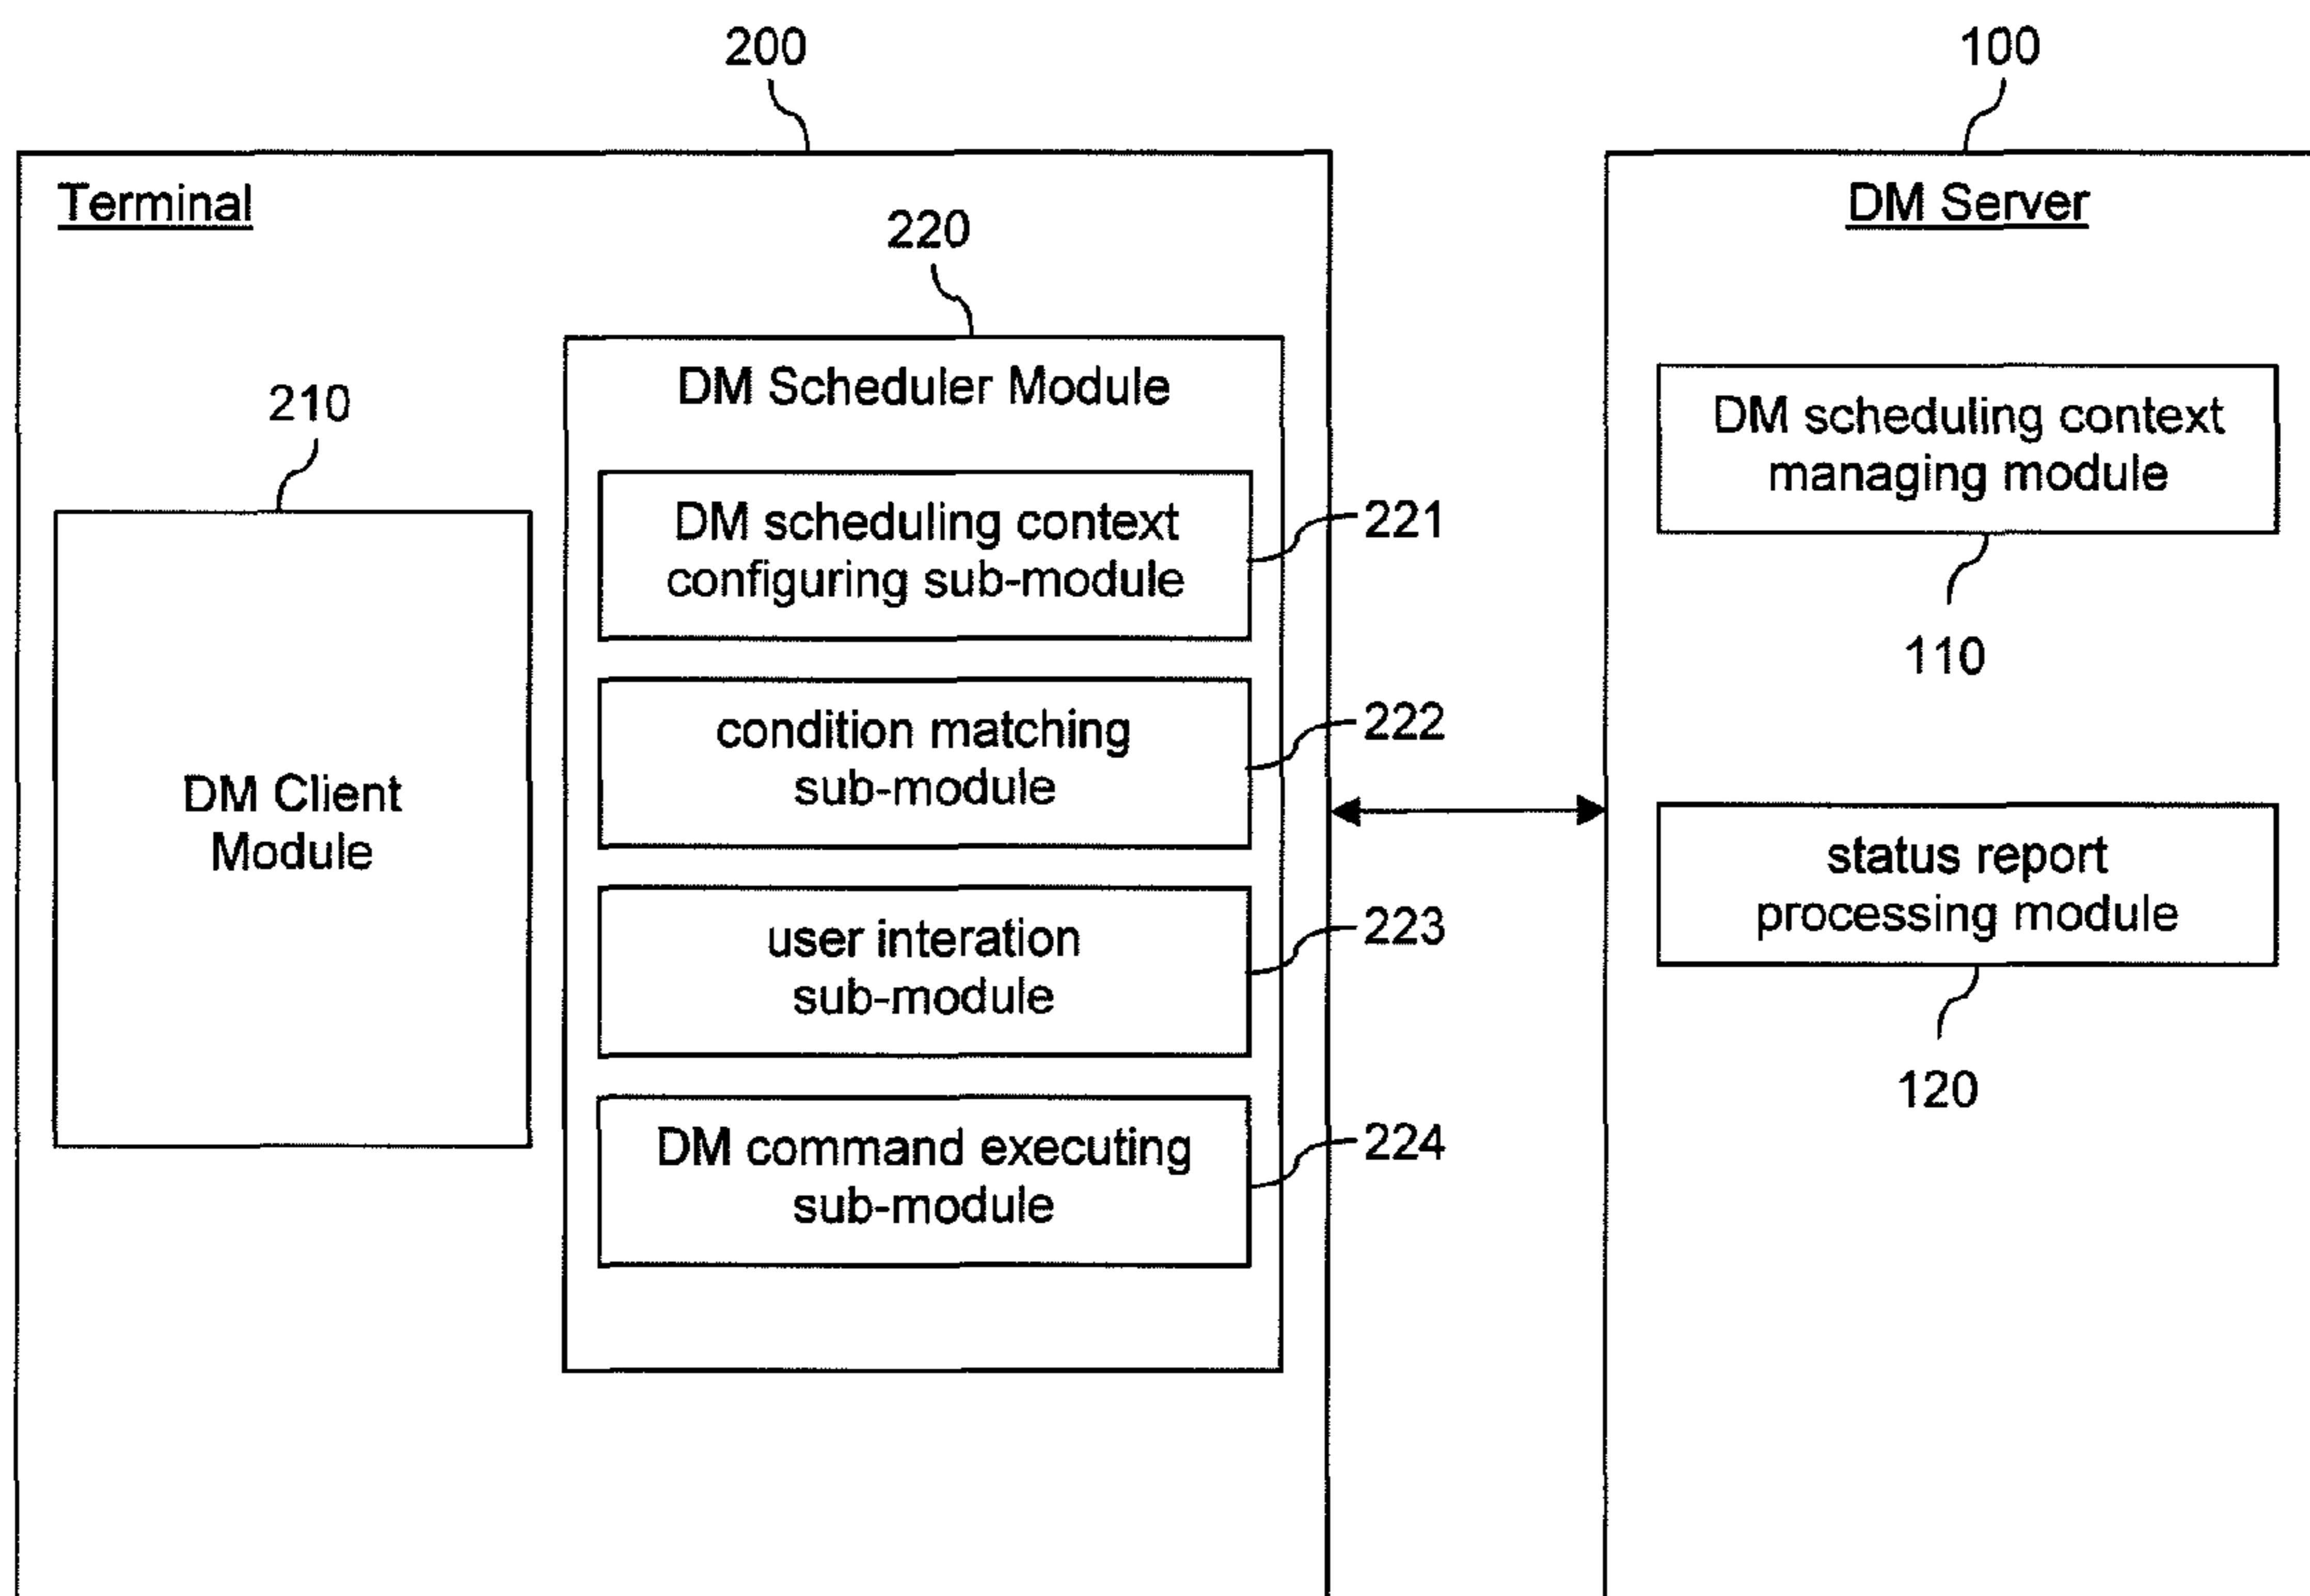 200
100
Terminal
DM Server
220
DM Scheduler Module
210
DM scheduling context
managing module
DM scheduling context
configuring sub-module
221
110
condition matching
sub-module
222
DM Client
Module
status report
processing module
user interation
sub-module
223
120
DM command executing
sub-module
224